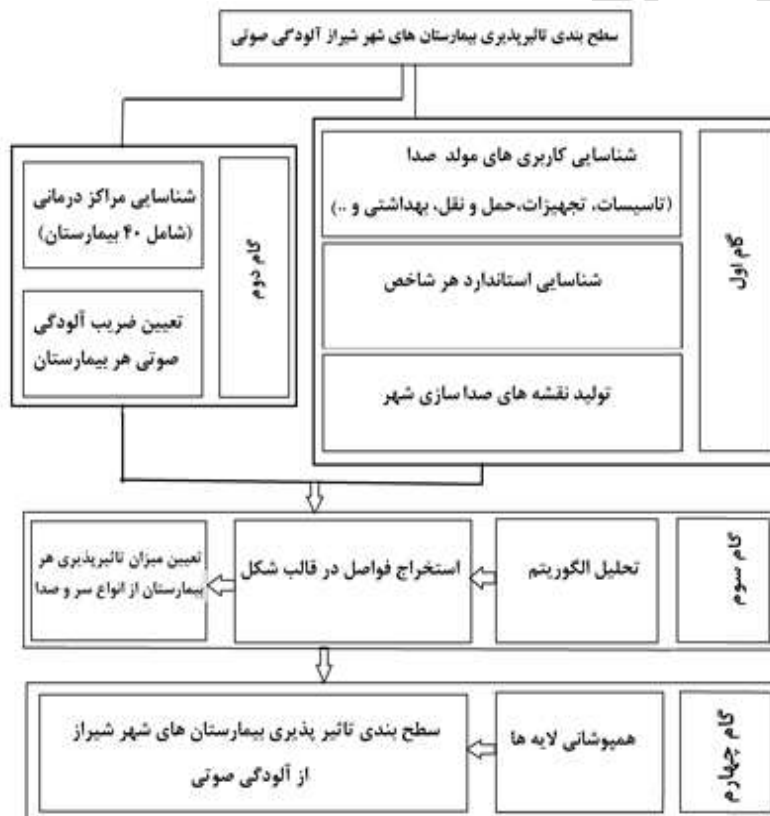 سطح بندی تاثیرپذیری بیمارستان های شهر شیراز آلودگی صوتی
گام اول
شناسایی کاربری های مولد صدا
(تاسیسات، تجهیزات،حمل و نقل، بهداشتی و ..)
شناسایی استاندارد هر شاخص
تولید نقشه های صدا سازی شهر
گام دوم
شناسایی مراکز درمانی
(شامل ۴۰ بیمارستان)
تعیین ضریب آلودگی
صوتی هر بیمارستان
گام سوم
تحلیل الگوریتم
استخراج فواصل در قالب شکل
تعیین میزان تاثیرپذیری هر
بیمارستان از انواع سر و صدا
گام چهارم
همپوشانی لایه ها
سطح بندی تاثیر پذیری بیمارستان های شهر شیراز
از آلودگی صوتی